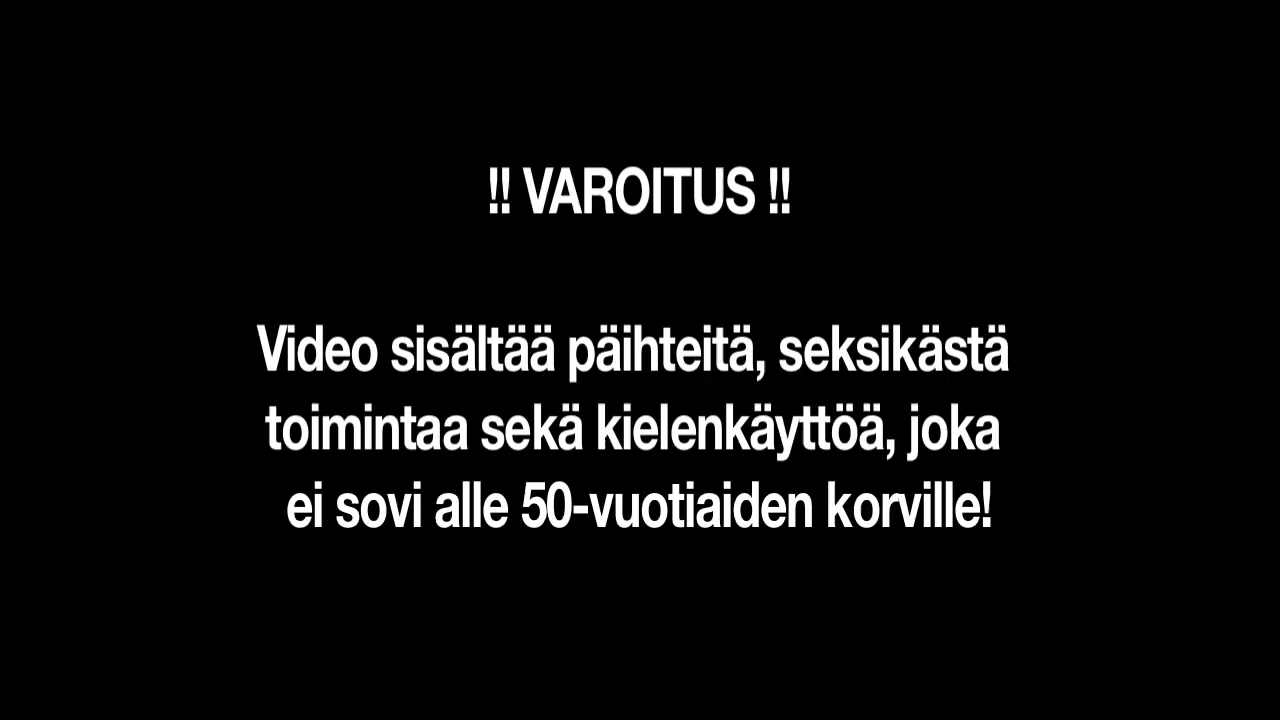 !! VAROITUS !!
Video sisältää päihteitä, seksikästä
toimintaa sekä kielenkäyttöä, joka
ei sovi alle 50-vuotiaiden korville!